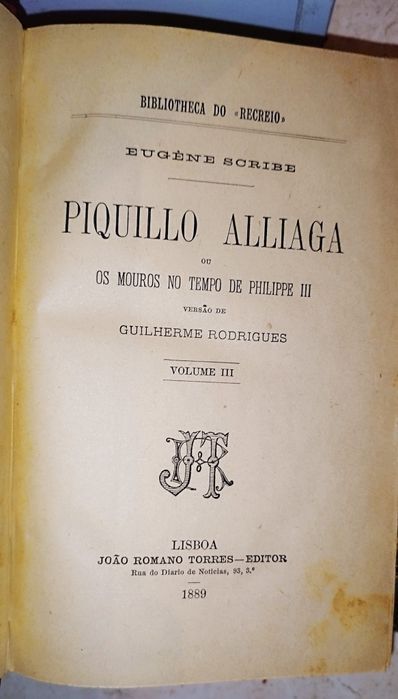 BIBLIOTHECA DO «RECREIO»
EUGÈNE SCRIBE
PIQUILLO ALLIAGA
OU
OS MOUROS NO TEMPO DE PHILIPPE III
VERSÃO DE
GUILHERME RODRIGUES
VOLUME III
JRT
LISBOA
JOÃO ROMANO TORRES—EDITOR
Rua do Diario de Noticias, 93, 3.º
1889